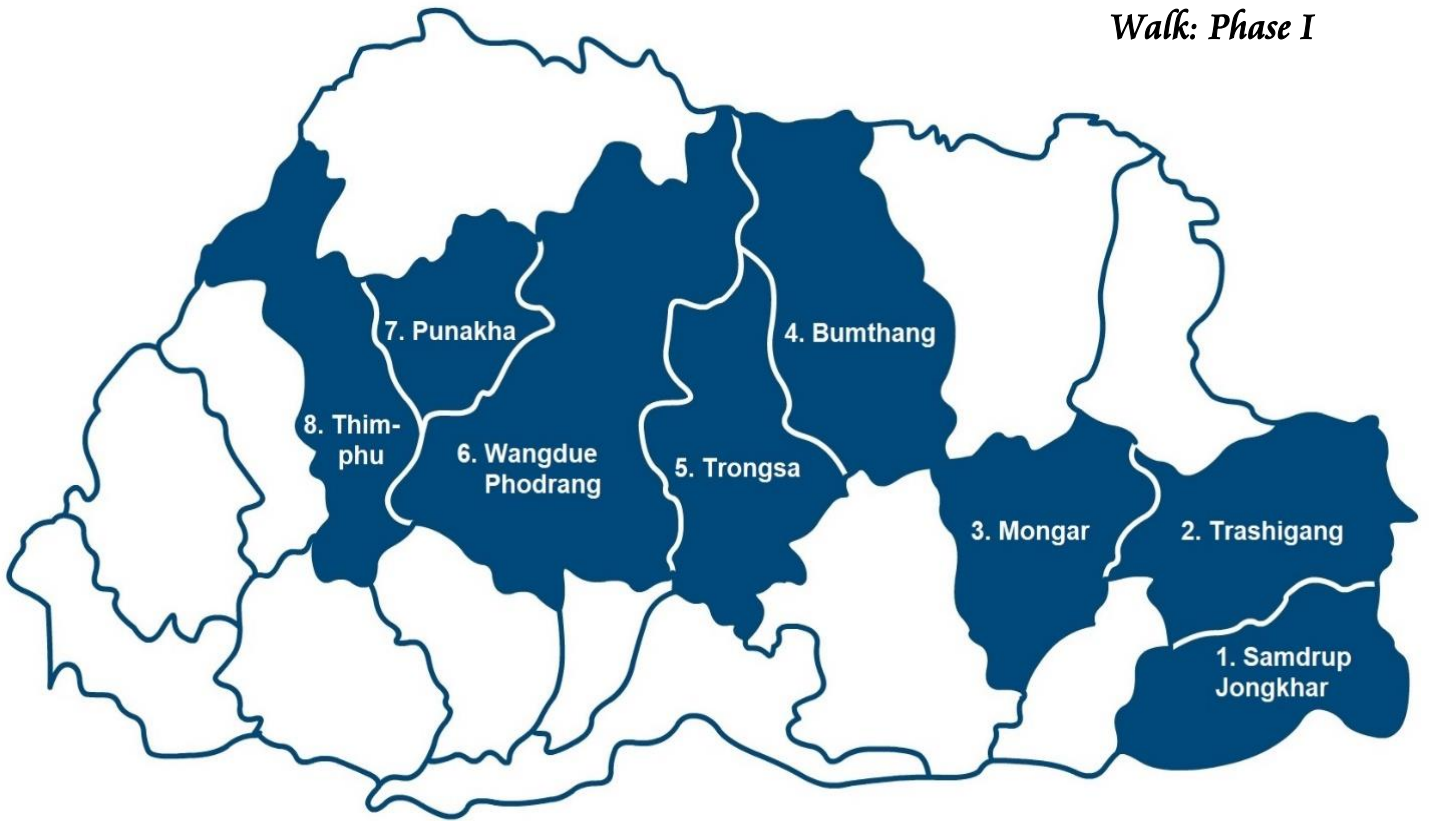 Walk: Phase I
7. Punakha
4. Bumthang
8. Thim-
phu
6. Wangdue
Phodrang
5. Trongsa
3. Mongar
2. Trashigang
1. Samdrup
Jongkhar